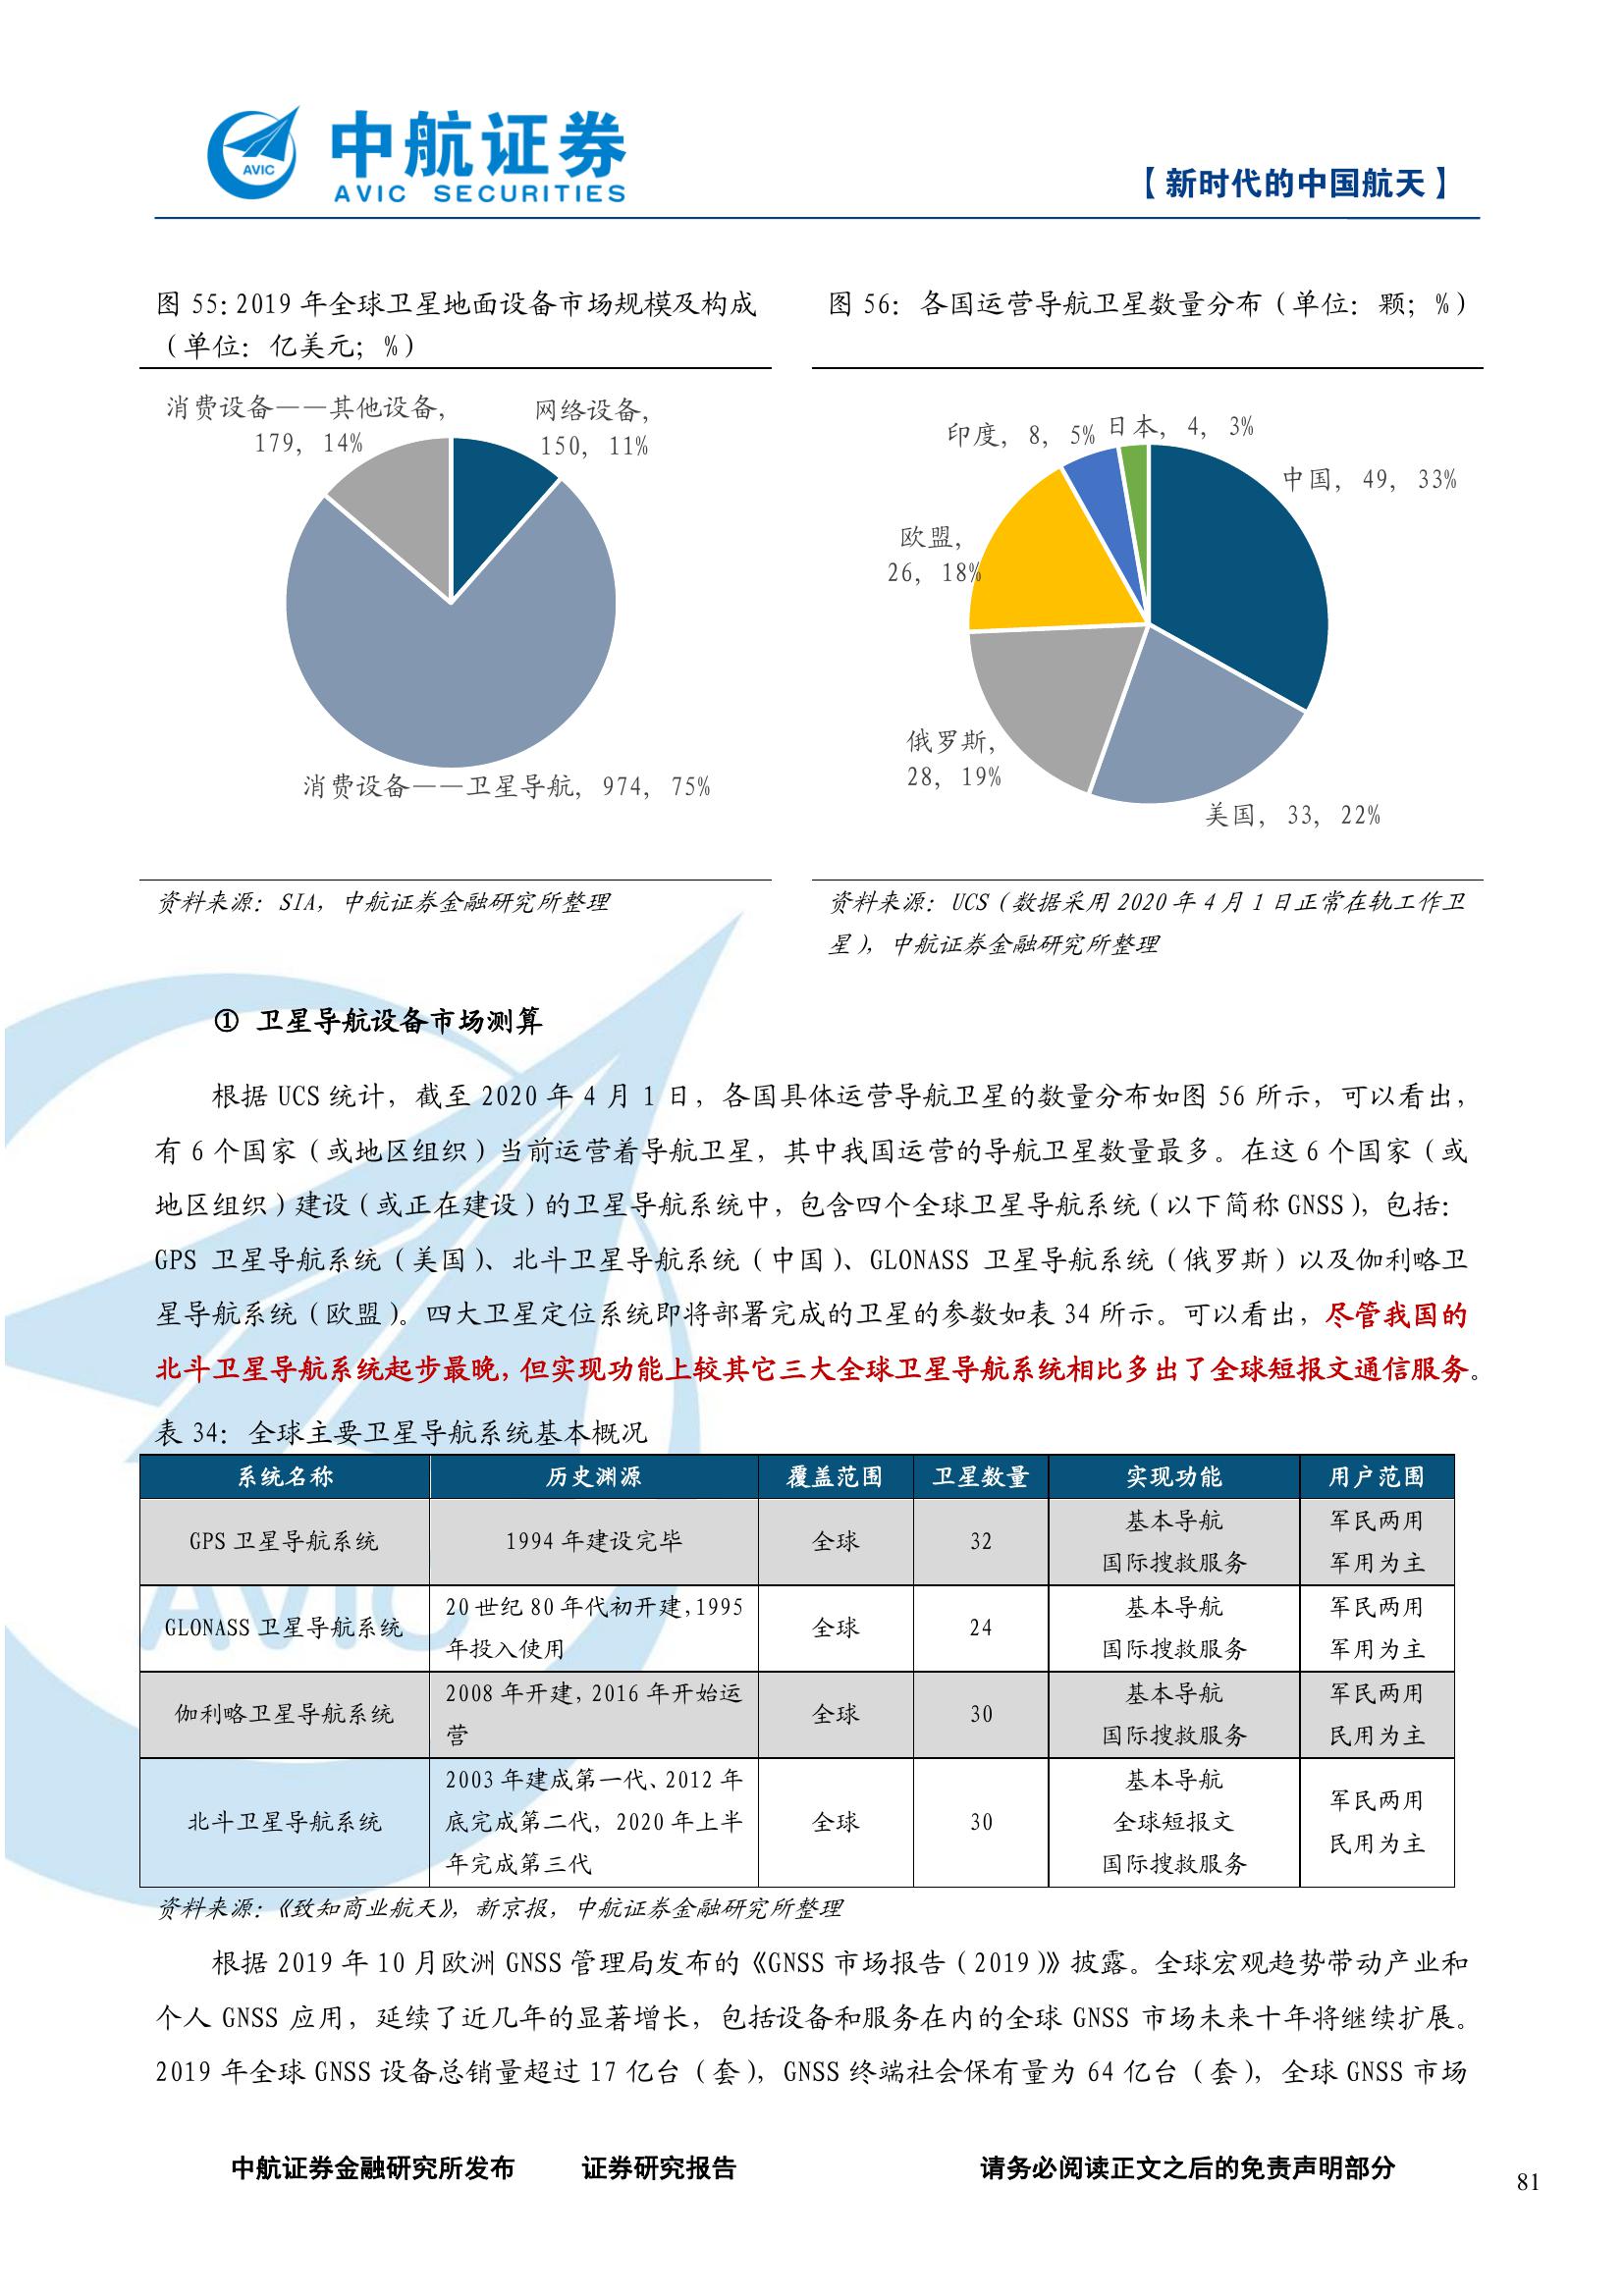 AVIC
中航证券
AVIC SECURITIES
【新时代的中国航天】
图 55：2019 年全球卫星地面设备市场规模及构成
（单位：亿美元；%）
消费设备——其他设备,
179, 14%
网络设备,
150, 11%
消费设备——卫星导航, 974, 75%
资料来源：SIA，中航证券金融研究所整理
图 56：各国运营导航卫星数量分布（单位：颗；%）
印度, 8, 5%
日本, 4, 3%
中国, 49, 33%
欧盟,
26, 18%
俄罗斯,
28, 19%
美国, 33, 22%
资料来源：UCS（数据采用 2020 年 4 月 1 日正常在轨工作卫
星），中航证券金融研究所整理
① 卫星导航设备市场测算
根据 UCS 统计，截至 2020 年 4 月 1 日，各国具体运营导航卫星的数量分布如图 56 所示，可以看出，
有 6 个国家（或地区组织）当前运营着导航卫星，其中我国运营的导航卫星数量最多。在这 6 个国家（或
地区组织）建设（或正在建设）的卫星导航系统中，包含四个全球卫星导航系统（以下简称 GNSS），包括：
GPS 卫星导航系统（美国）、北斗卫星导航系统（中国）、GLONASS 卫星导航系统（俄罗斯）以及伽利略卫
星导航系统（欧盟）。四大卫星定位系统即将部署完成的卫星的参数如表 34 所示。可以看出，尽管我国的
北斗卫星导航系统起步最晚，但实现功能上较其它三大全球卫星导航系统相比多出了全球短报文通信服务。
表 34：全球主要卫星导航系统基本概况
系统名称 历史渊源 覆盖范围 卫星数量 实现功能 用户范围
GPS 卫星导航系统 1994 年建设完毕 全球 32
基本导航
国际搜救服务
军民两用
军用为主
GLONASS 卫星导航系统
20 世纪 80 年代初开建，1995
年投入使用
全球 24
基本导航
国际搜救服务
军民两用
军用为主
伽利略卫星导航系统
2008 年开建，2016 年开始运
营
全球 30
基本导航
国际搜救服务
军民两用
民用为主
北斗卫星导航系统
2003 年建成第一代、2012 年
底完成第二代，2020 年上半
年完成第三代
全球 30
基本导航
全球短报文
国际搜救服务
军民两用
民用为主
资料来源：《致知商业航天》，新京报，中航证券金融研究所整理
根据 2019 年 10 月欧洲 GNSS 管理局发布的《GNSS 市场报告（2019）》披露。全球宏观趋势带动产业和
个人 GNSS 应用，延续了近几年的显著增长，包括设备和服务在内的全球 GNSS 市场未来十年将继续扩展。
2019 年全球 GNSS 设备总销量超过 17 亿台（套），GNSS 终端社会保有量为 64 亿台（套），全球 GNSS 市场
中航证券金融研究所发布 证券研究报告 请务必阅读正文之后的免责声明部分
81